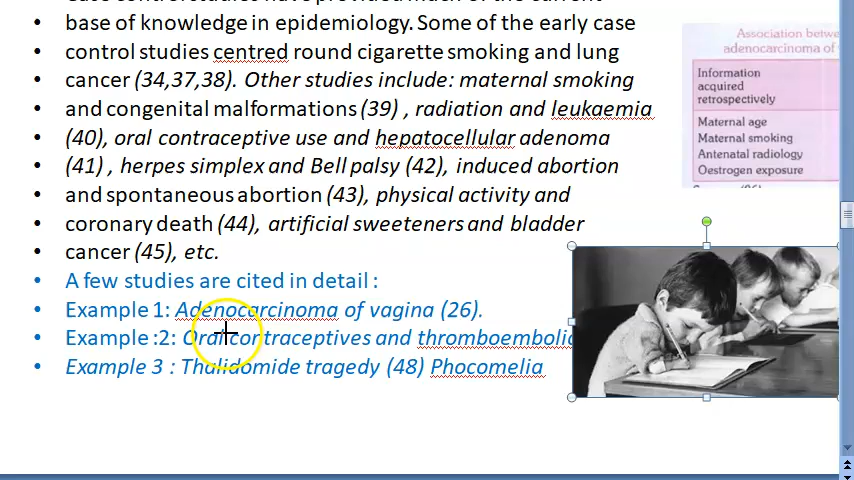 • base of knowledge in epidemiology. Some of the early case
• control studies centred round cigarette smoking and lung
• cancer (34,37,38). Other studies include: maternal smoking
• and congenital malformations (39) , radiation and leukaemia
• (40), oral contraceptive use and hepatocellular adenoma
• (41) , herpes simplex and Bell palsy (42), induced abortion
• and spontaneous abortion (43), physical activity and
• coronary death (44), artificial sweeteners and bladder
• cancer (45), etc.
• A few studies are cited in detail :
• Example 1: Adenocarcinoma of vagina (26).
• Example :2: Oral contraceptives and thromboembolic
• Example 3 : Thalidomide tragedy (48) Phocomelia
Association betwe
adenocarcinoma of
Information
acquired
retrospectively
Maternal age
Maternal smoking
Antenatal radiology
Oestrogen exposure